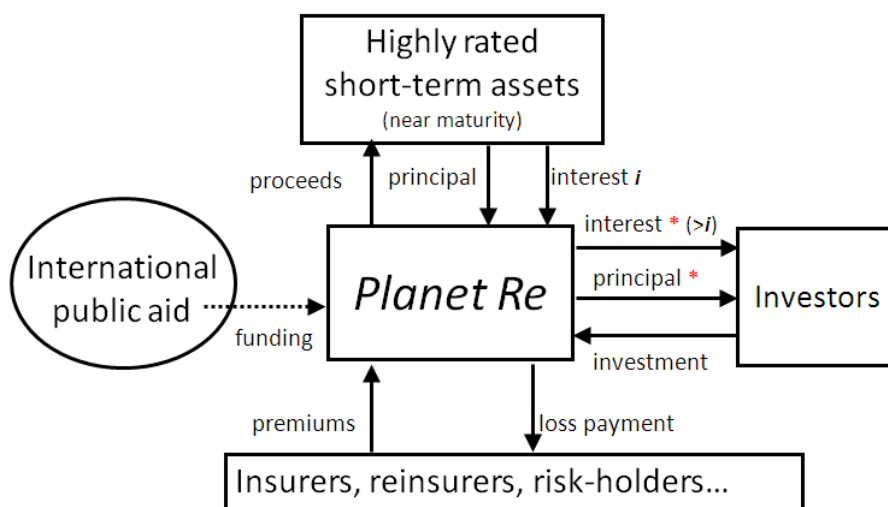 Highly rated
short-term assets
(near maturity)
proceeds
principal
interest i
interest * (>i)
principal *
International
public aid
Planet Re
Investors
funding
investment
premiums
loss payment
Insurers, reinsurers, risk-holders...